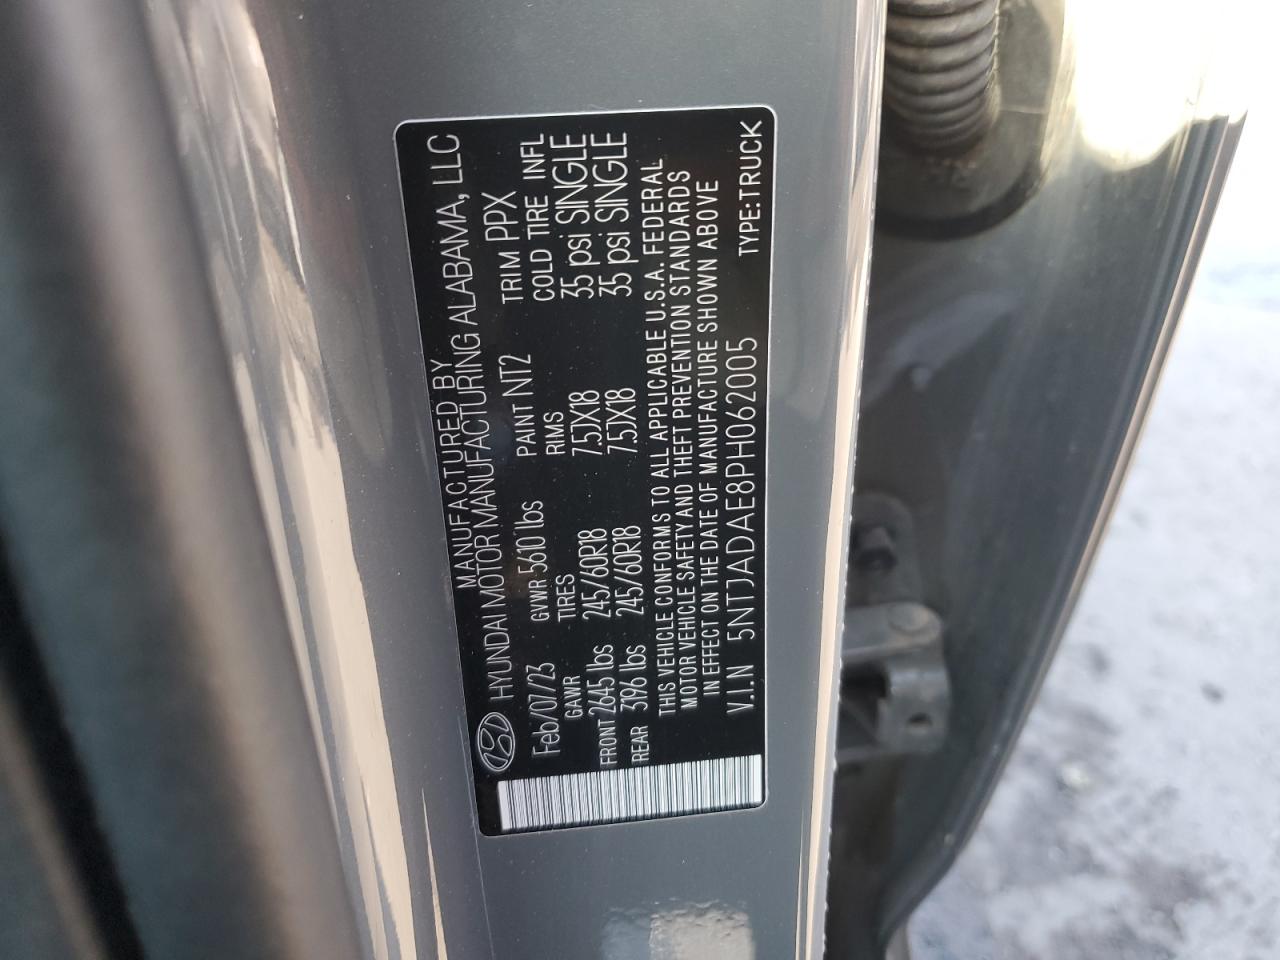 MANUFACTURED BY
HYUNDAI MOTOR MANUFACTURING ALABAMA, LLC
Feb/07/23 GVWR 5610 lbs PAINT NT2 TRIM PPX
GAWR TIRES RIMS COLD TIRE INFL
FRONT 2645 lbs 245/60R18 7.5JX18 35 psi SINGLE
REAR 3196 lbs 245/60R18 7.5JX18 35 psi SINGLE
THIS VEHICLE CONFORMS TO ALL APPLICABLE U.S.A. FEDERAL
MOTOR VEHICLE SAFETY AND THEFT PREVENTION STANDARDS
IN EFFECT ON THE DATE OF MANUFACTURE SHOWN ABOVE
V.I.N 5NTJADAE8PH062005 TYPE:TRUCK